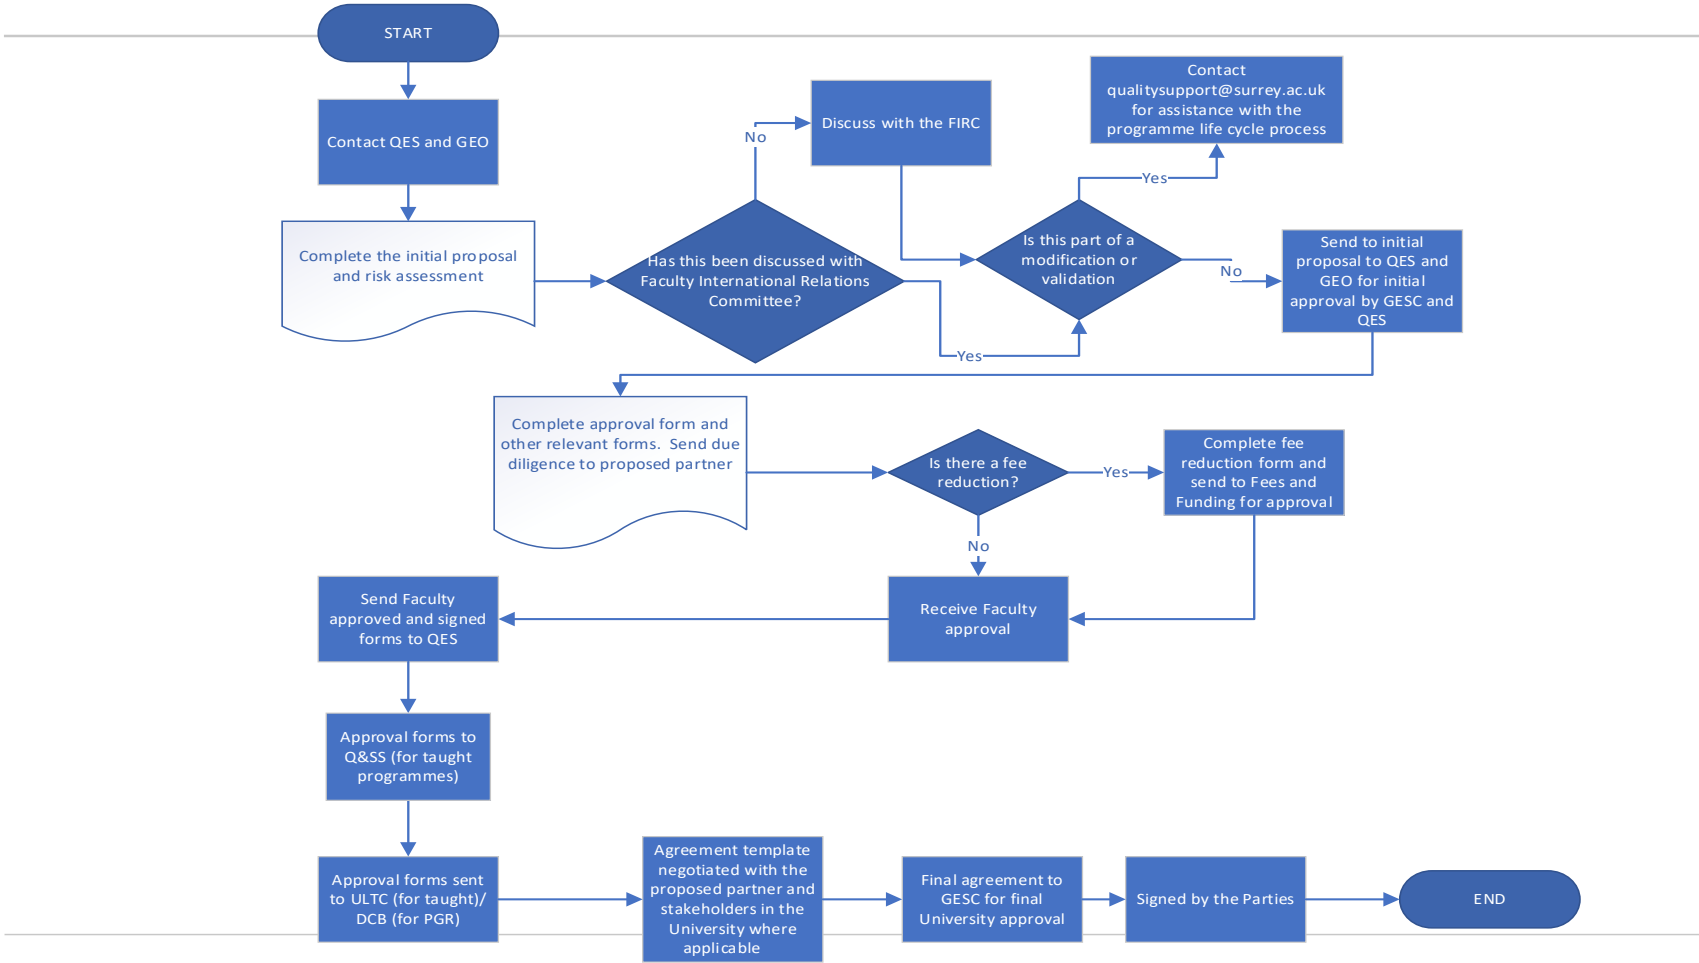 START
Contact QES and GEO
Complete the initial proposal
and risk assessment
Has this been discussed with
Faculty International Relations
Committee?
No
Discuss with the FIRC
Yes
Is this part of a
modification or
validation
Yes
Contact
qualitysupport@surrey.ac.uk
for assistance with the
programme life cycle process
No
Send to initial
proposal to QES and
GEO for initial
approval by GESC and
QES
Complete approval form and
other relevant forms. Send due
diligence to proposed partner
Is there a fee
reduction?
Yes
Complete fee
reduction form and
send to Fees and
Funding for approval
No
Receive Faculty
approval
Send Faculty
approved and signed
forms to QES
Approval forms to
Q&SS (for taught
programmes)
Approval forms sent
to ULTC (for taught)/
DCB (for PGR)
Agreement template
negotiated with the
proposed partner and
stakeholders in the
University where
applicable
Final agreement to
GESC for final
University approval
Signed by the Parties
END